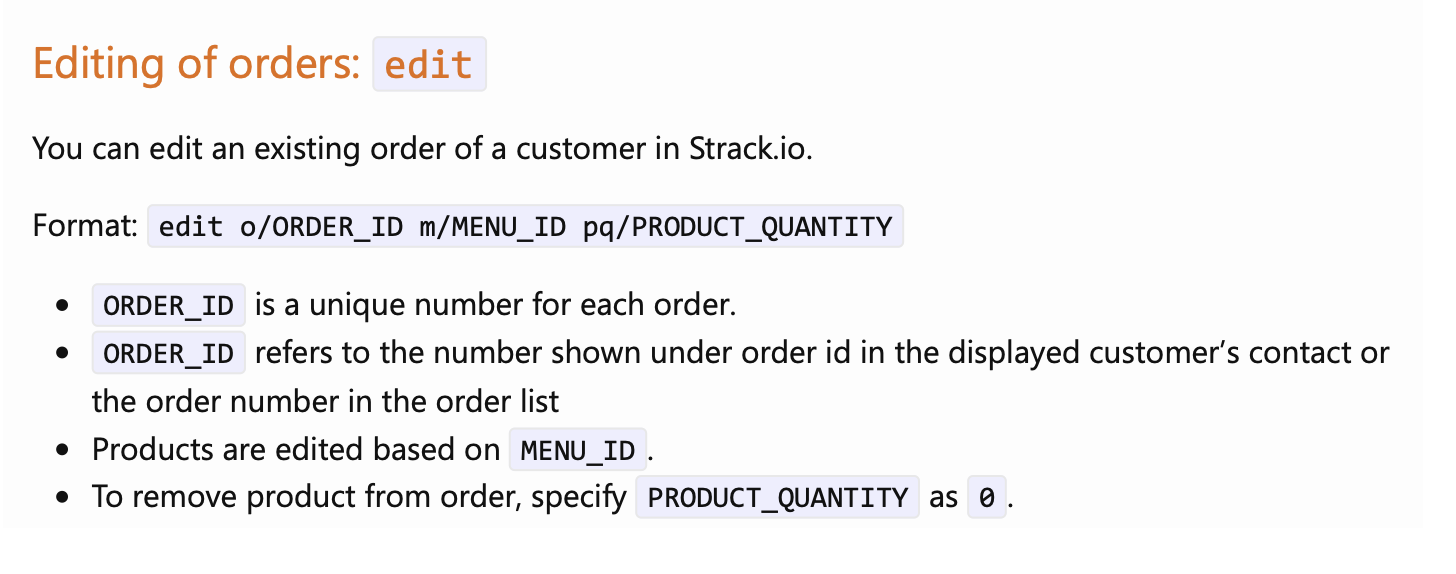 Editing of orders: edit
You can edit an existing order of a customer in Strack.io.
Format: edit o/ORDER_ID m/MENU_ID pq/PRODUCT_QUANTITY
• ORDER_ID is a unique number for each order.
• ORDER_ID refers to the number shown under order id in the displayed customer’s contact or
the order number in the order list
• Products are edited based on MENU_ID.
• To remove product from order, specify PRODUCT_QUANTITY as 0.